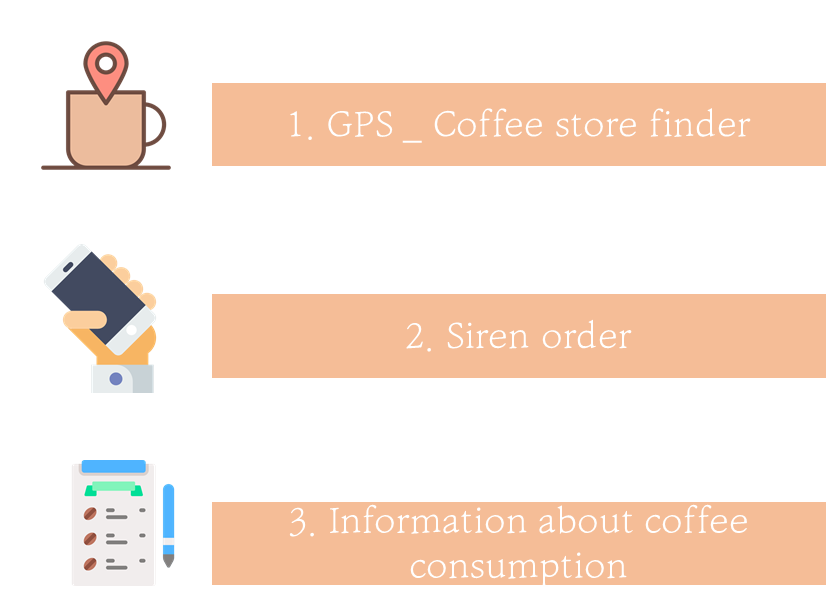 1. GPS _ Coffee store finder
2. Siren order
3. Information about coffee
consumption